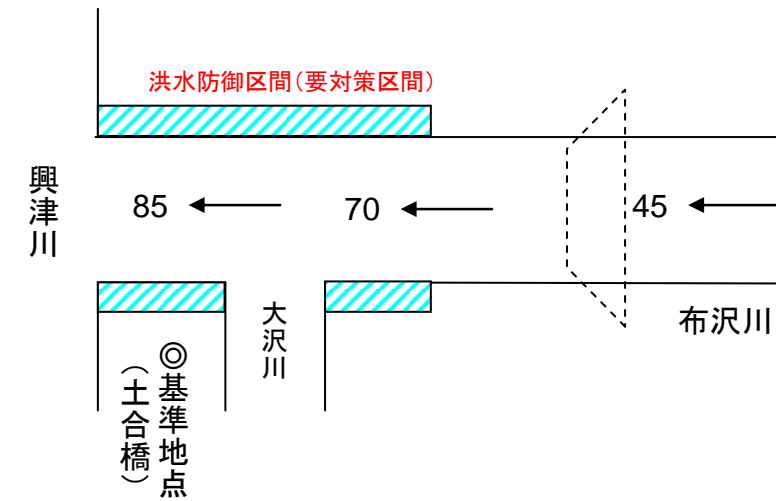 洪水防御区間(要対策区間)
興津川
85
70
45
大沢川
布沢川
◎基準地点
(土合橋)